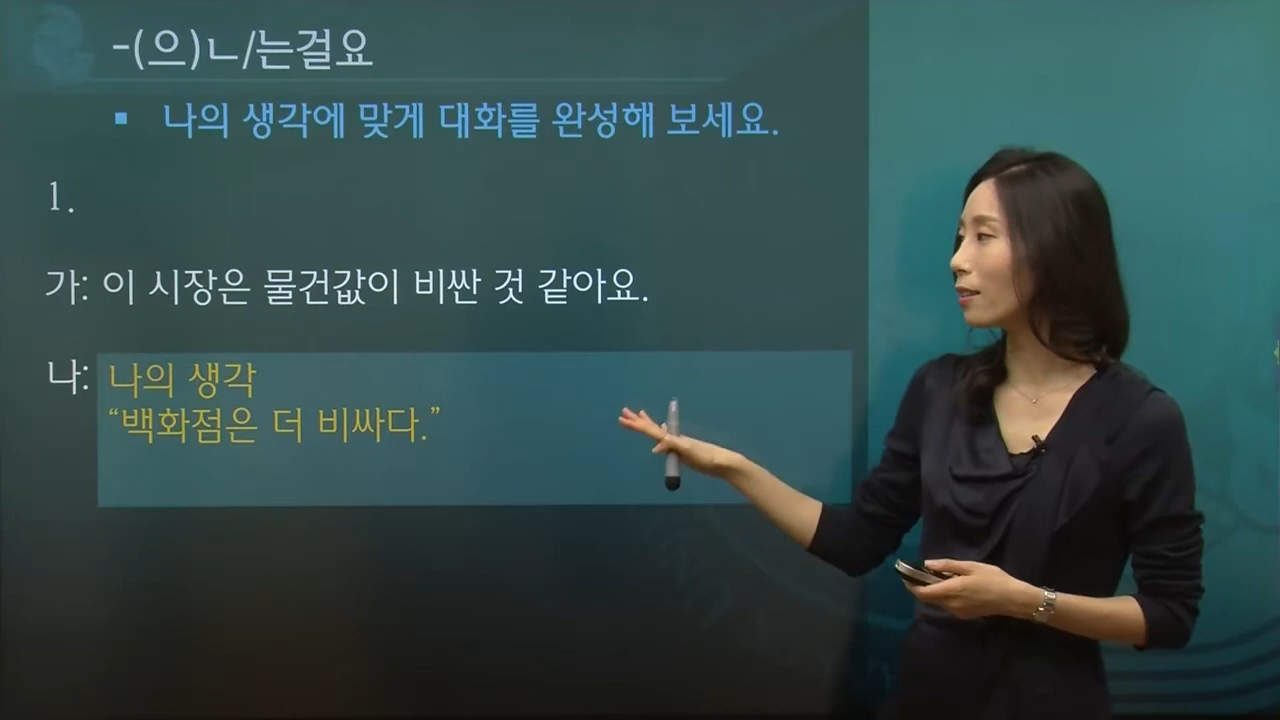 -(으)ㄴ/는걸요
▪ 나의 생각에 맞게 대화를 완성해 보세요.
1.
가: 이 시장은 물건값이 비싼 것 같아요.
나: 나의 생각
“백화점은 더 비싸다.”